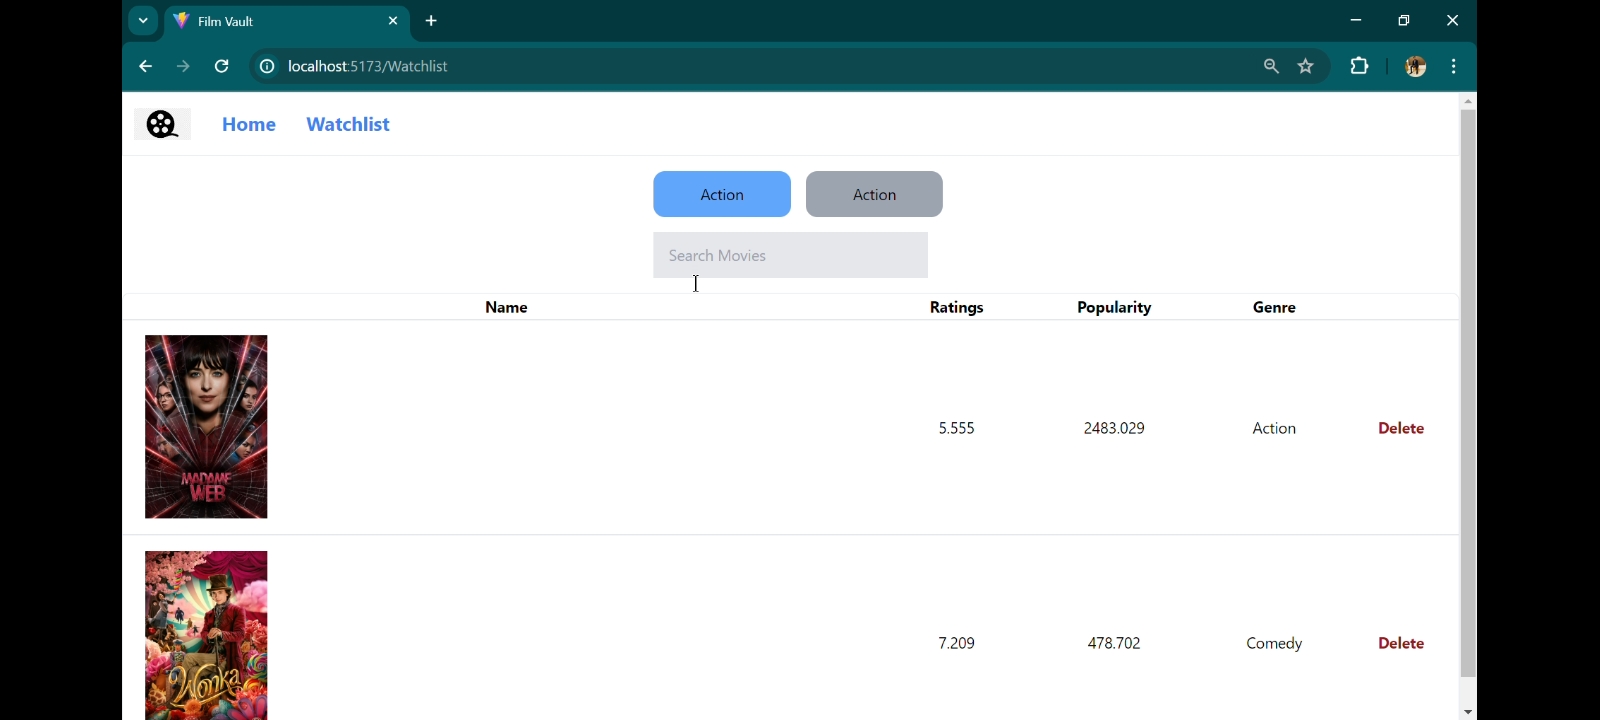 Film Vault
localhost:5173/Watchlist
Home Watchlist
Action Action
Search Movies
Name Ratings Popularity Genre
MADAME
WEB
5.555 2483.029 Action Delete
Wonka
7.209 478.702 Comedy Delete